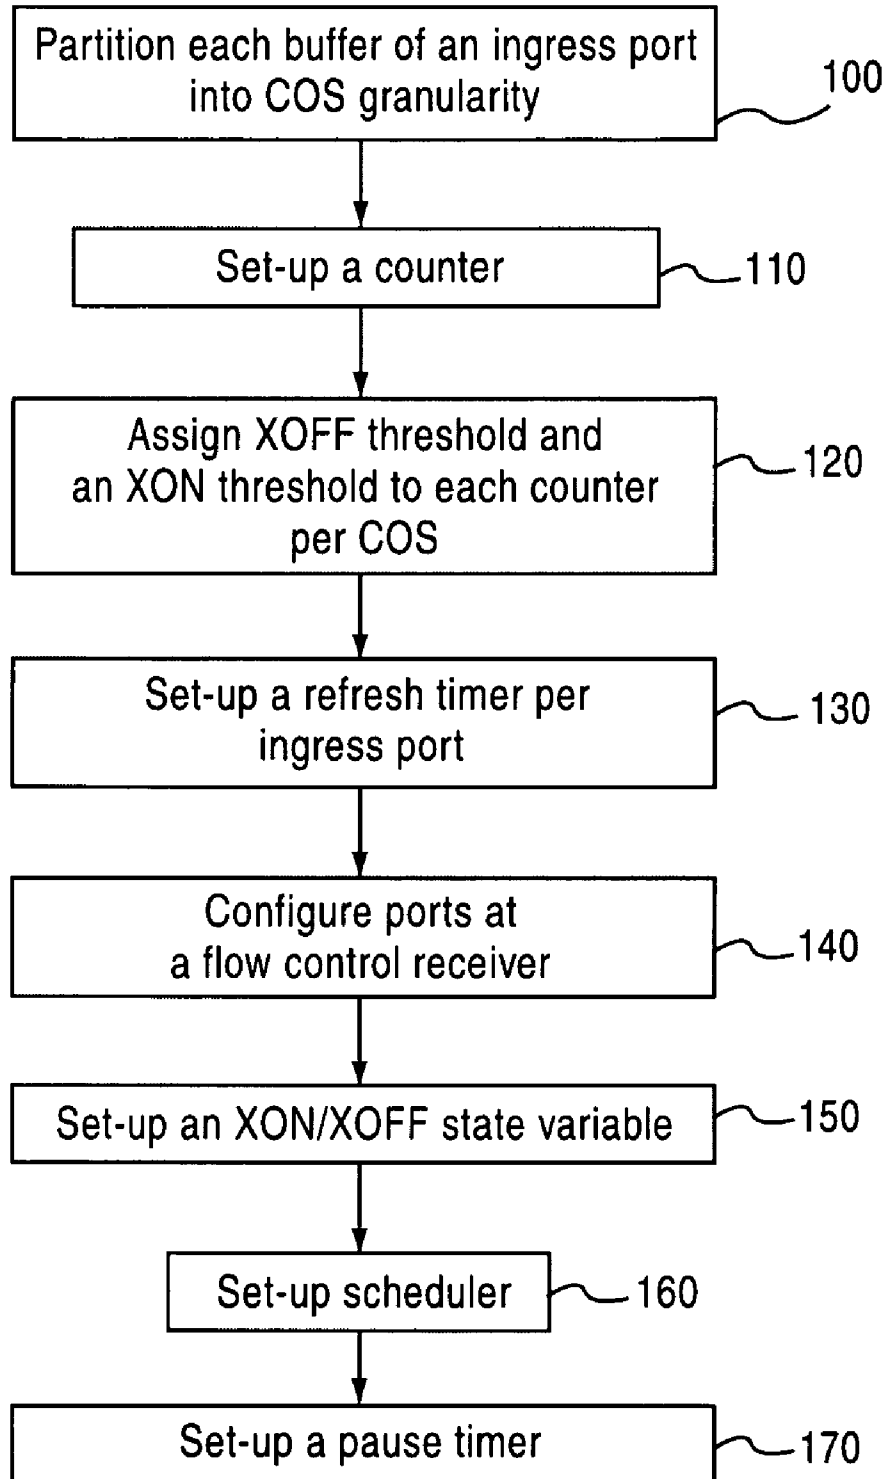 Partition each buffer of an ingress port
into COS granularity
100
Set-up a counter
110
Assign XOFF threshold and
an XON threshold to each counter
per COS
120
Set-up a refresh timer per
ingress port
130
Configure ports at
a flow control receiver
140
Set-up an XON/XOFF state variable
150
Set-up scheduler
160
Set-up a pause timer
170